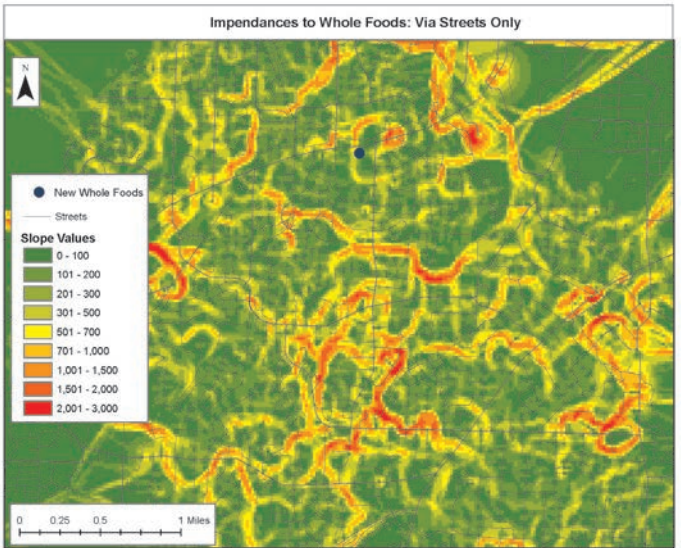 Impendances to Whole Foods: Via Streets Only
N
New Whole Foods
Streets
Slope Values
0 - 100
101 - 200
201 - 300
301 - 500
501 - 700
701 - 1,000
1,001 - 1,500
1,501 - 2,000
2,001 - 3,000
0 0.25 0.5 1 Miles